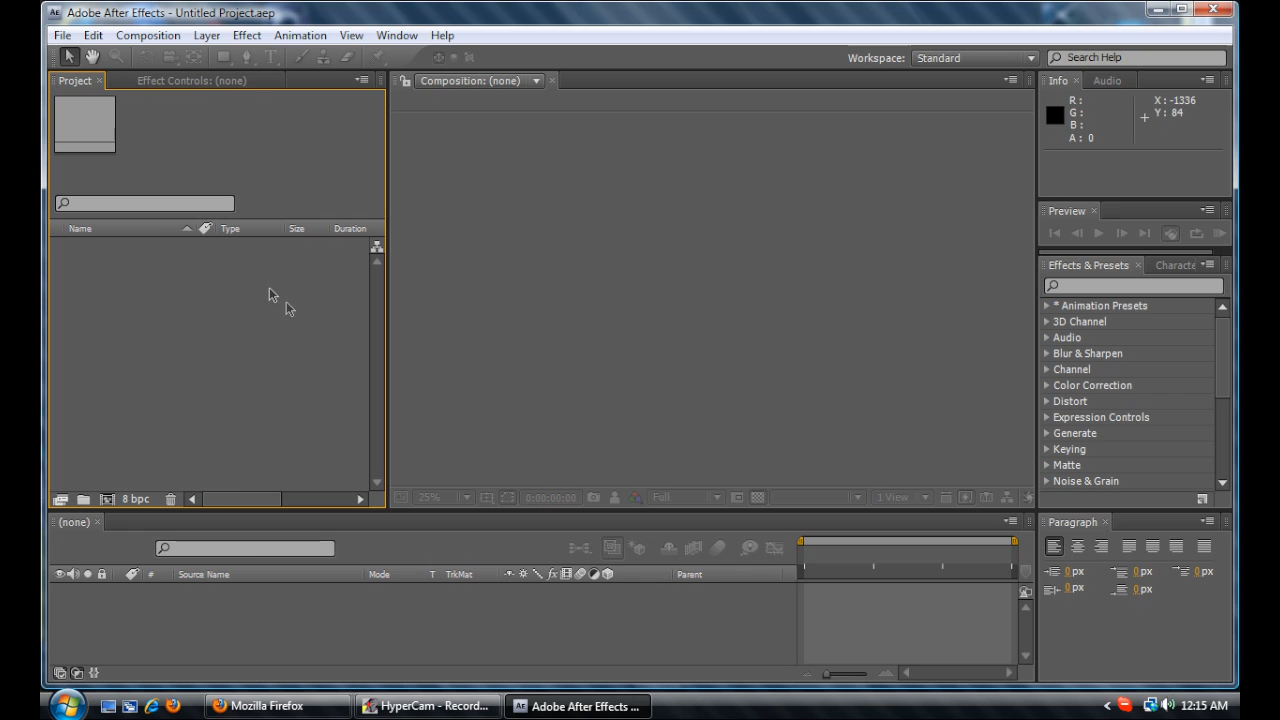 AE Adobe After Effects - Untitled Project.aep
File Edit Composition Layer Effect Animation View Window Help
Workspace: Standard Search Help
Project Effect Controls: (none) Composition: (none) Info Audio
R: X: -1336
G: Y: 84
B:
A: 0
Preview
Name Type Size Duration
Effects & Presets Characte
* Animation Presets
3D Channel
Audio
Blur & Sharpen
Channel
Color Correction
Distort
Expression Controls
Generate
Keying
Matte
Noise & Grain
8 bpc 25% 0:00:00:00 Full 1 View
(none) Paragraph
# Source Name Mode T TrkMat fx Parent
0 px 0 px 0 px
0 px 0 px
Mozilla Firefox HyperCam - Record... AE Adobe After Effects ... 12:15 AM